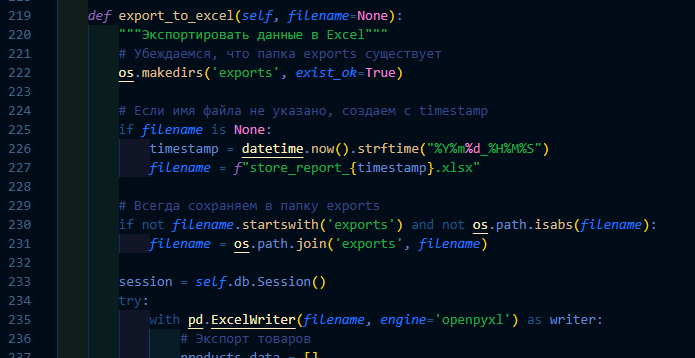 219 def export_to_excel(self, filename=None):
220 """Экспортировать данные в Excel"""
221 # Убеждаемся, что папка exports существует
222 os.makedirs('exports', exist_ok=True)
223
224 # Если имя файла не указано, создаем с timestamp
225 if filename is None:
226 timestamp = datetime.now().strftime("%Y%m%d_%H%M%S")
227 filename = f"store_report_{timestamp}.xlsx"
228
229 # Всегда сохраняем в папку exports
230 if not filename.startswith('exports') and not os.path.isabs(filename):
231 filename = os.path.join('exports', filename)
232
233 session = self.db.Session()
234 try:
235 with pd.ExcelWriter(filename, engine='openpyxl') as writer:
236 # Экспорт товаров
237 products_data = []